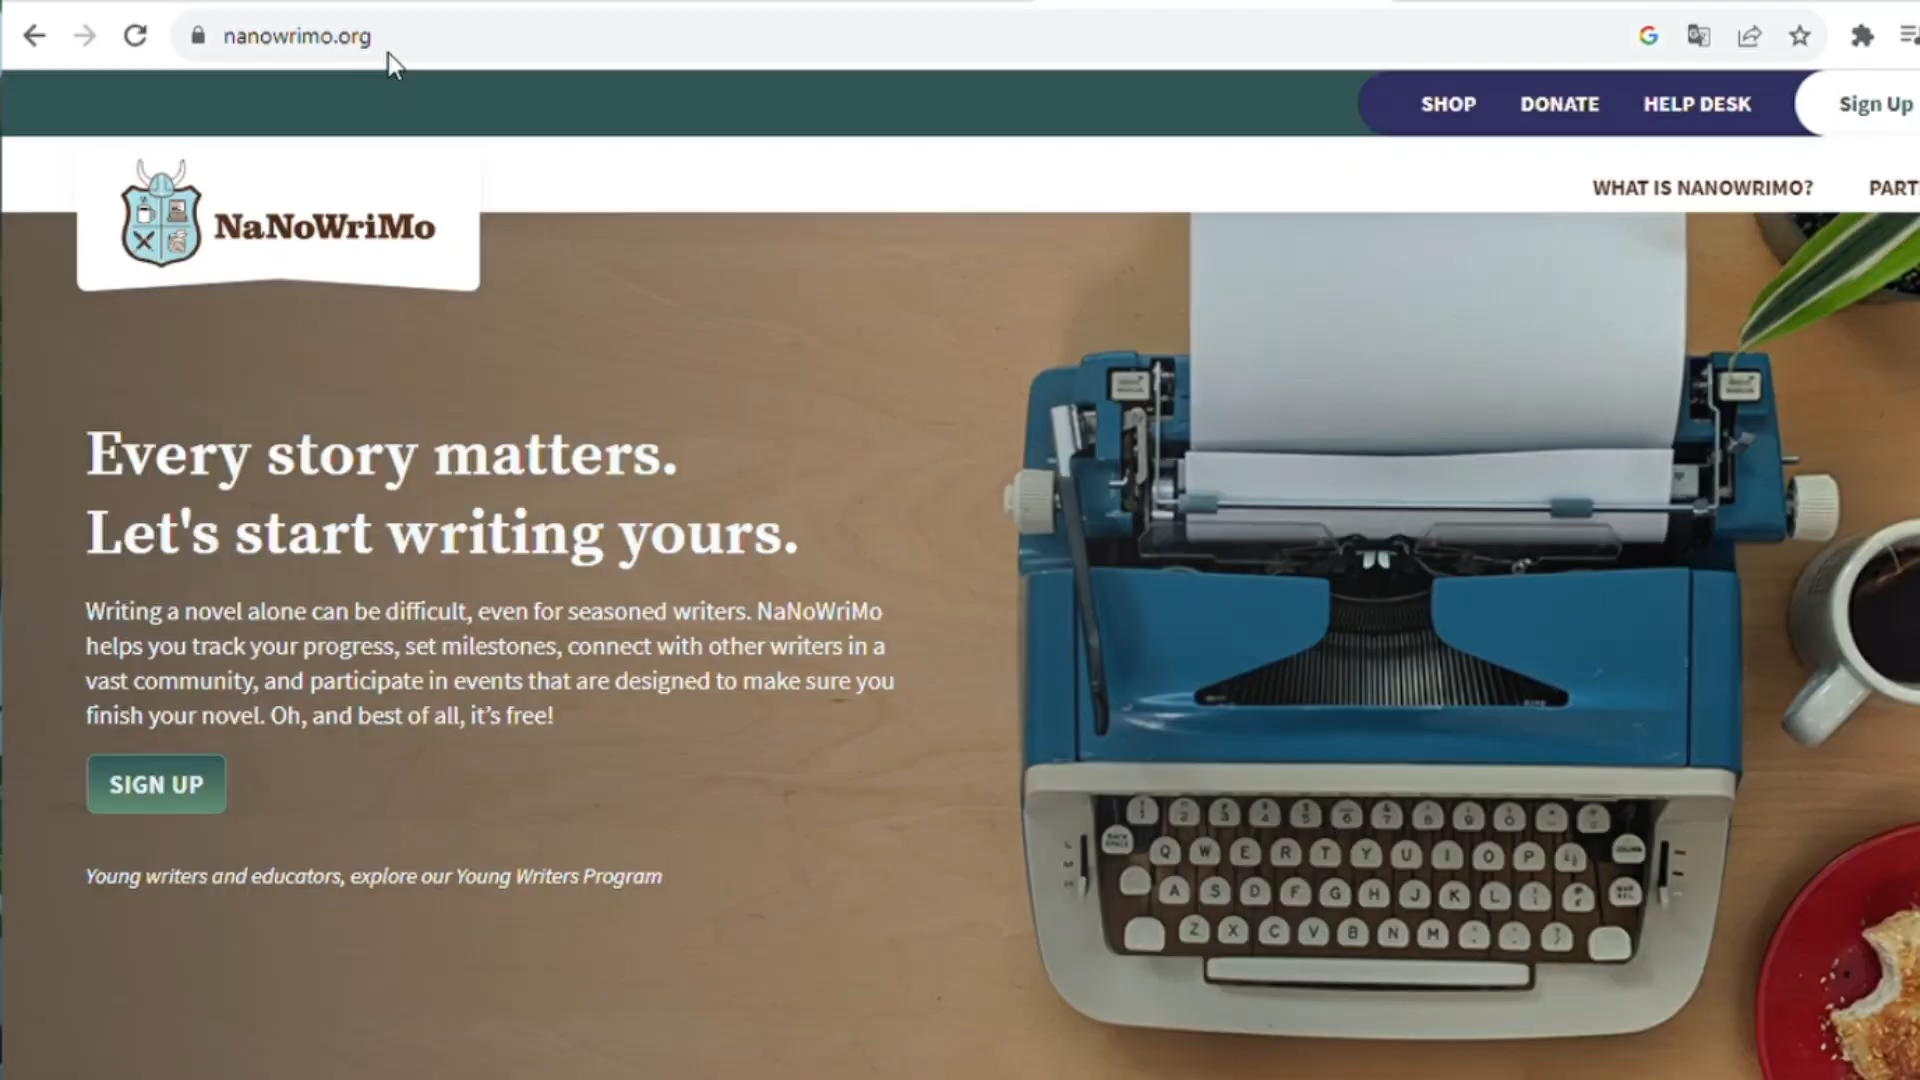 nanowrimo.org
SHOP DONATE HELP DESK Sign Up
WHAT IS NANOWRIMO? PARTI
NaNoWriMo
Every story matters.
Let's start writing yours.
Writing a novel alone can be difficult, even for seasoned writers. NaNoWriMo
helps you track your progress, set milestones, connect with other writers in a
vast community, and participate in events that are designed to make sure you
finish your novel. Oh, and best of all, it’s free!
SIGN UP
Young writers and educators, explore our Young Writers Program
BACK SPACE
Q W E R T Y U I O P
A S D F G H J K L
Z X C V B N M